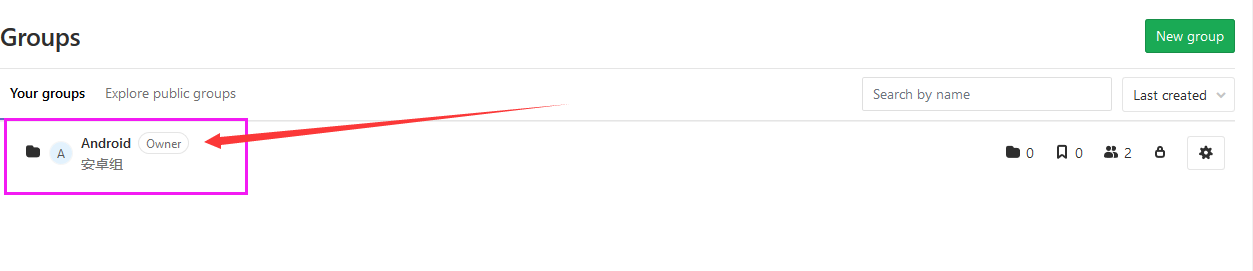 Groups
New group
Your groups Explore public groups
Search by name
Last created
A Android Owner
安卓组
0 0 2